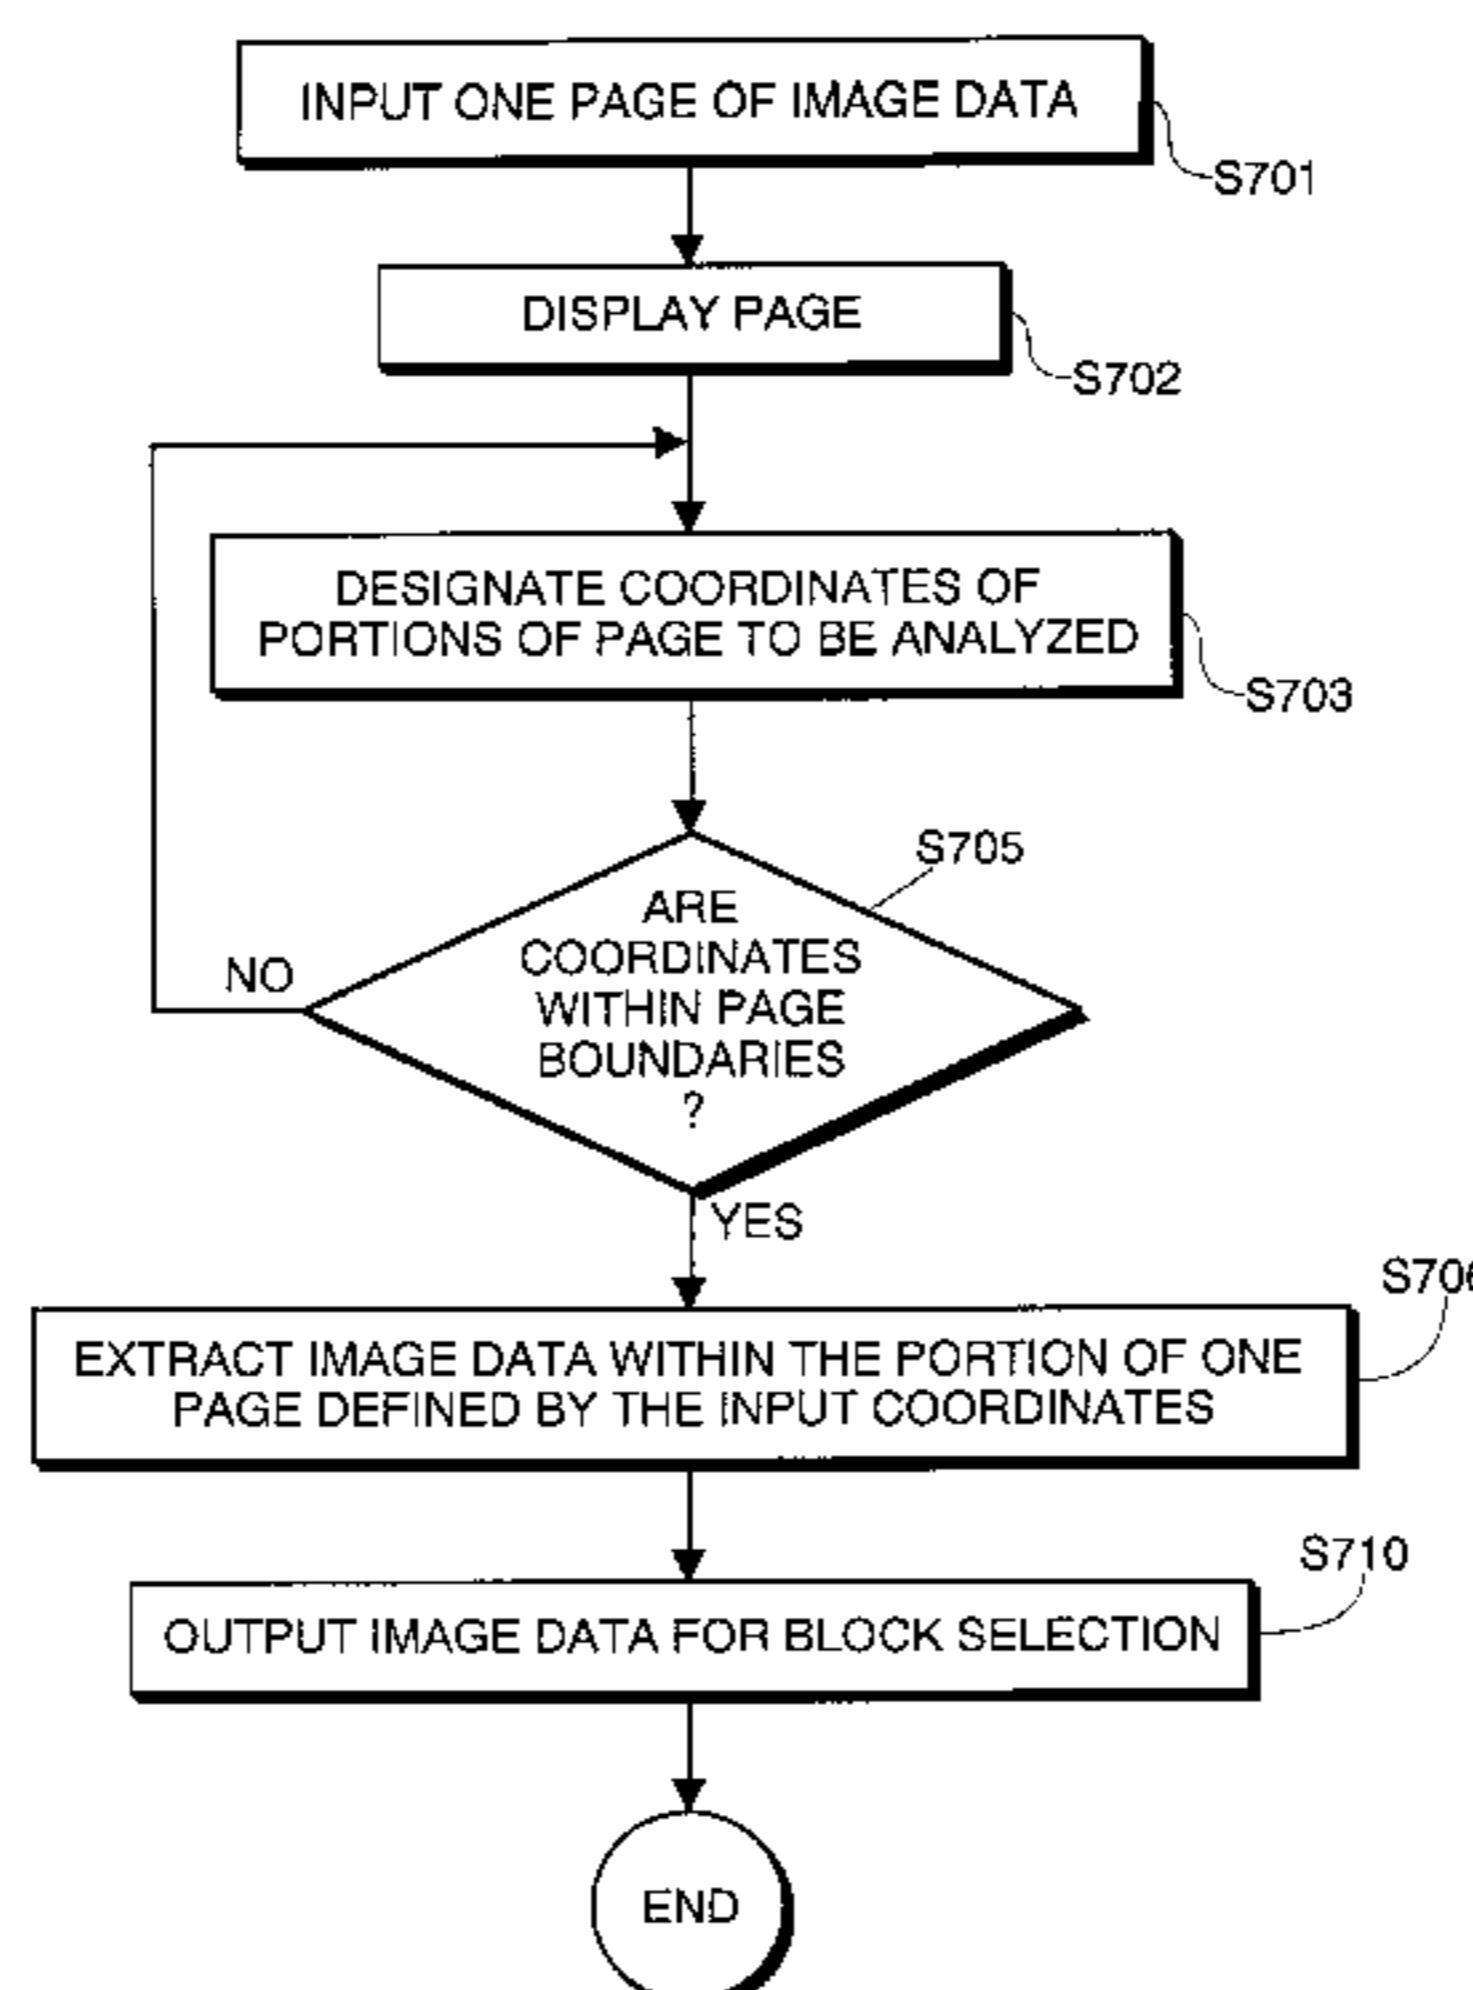 INPUT ONE PAGE OF IMAGE DATA
S701
DISPLAY PAGE
S702
DESIGNATE COORDINATES OF
PORTIONS OF PAGE TO BE ANALYZED
S703
S705
ARE
COORDINATES
WITHIN PAGE
BOUNDARIES
?
NO
YES
S706
EXTRACT IMAGE DATA WITHIN THE PORTION OF ONE
PAGE DEFINED BY THE INPUT COORDINATES
S710
OUTPUT IMAGE DATA FOR BLOCK SELECTION
END